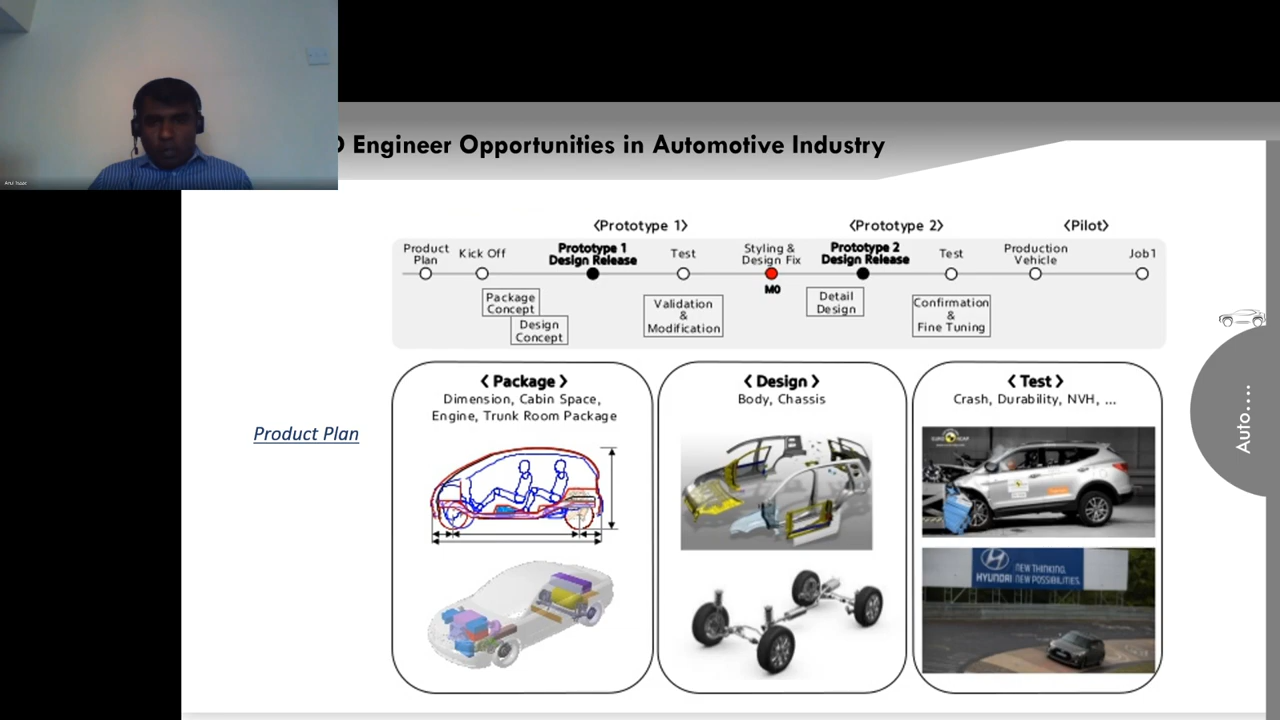 D Engineer Opportunities in Automotive Industry
<Prototype 1>
<Prototype 2>
<Pilot>
Product
Plan
Kick Off
Prototype 1
Design Release
Test
Styling &
Design Fix
Prototype 2
Design Release
Test
Production
Vehicle
Job1
M0
Package
Concept
Design
Concept
Validation
&
Modification
Detail
Design
Confirmation
&
Fine Tuning
Product Plan
< Package >
Dimension, Cabin Space,
Engine, Trunk Room Package
< Design >
Body, Chassis
< Test >
Crash, Durability, NVH, ...
HYUNDAI
NEW THINKING.
NEW POSSIBILITIES.
Auto....